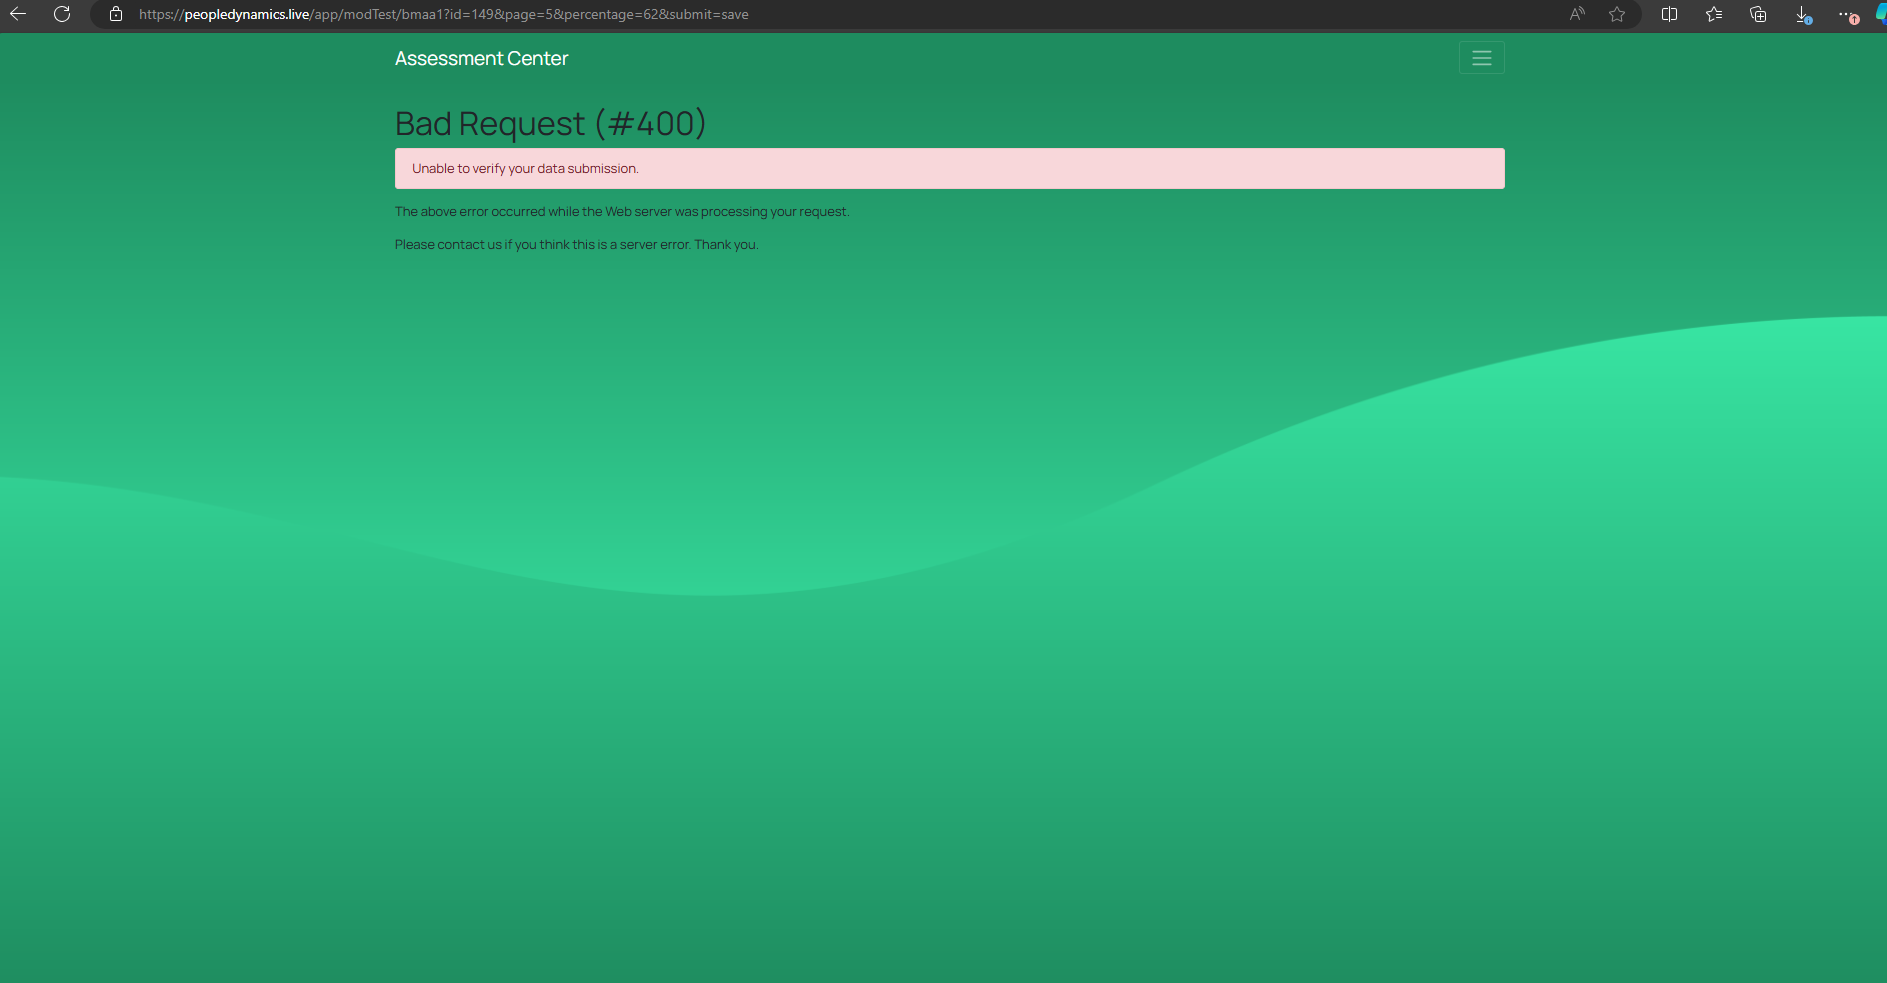 https://peopledynamics.live/app/modTest/bmaa1?id=149&page=5&percentage=62&submit=save
Assessment Center
Bad Request (#400)
Unable to verify your data submission.
The above error occurred while the Web server was processing your request.
Please contact us if you think this is a server error. Thank you.